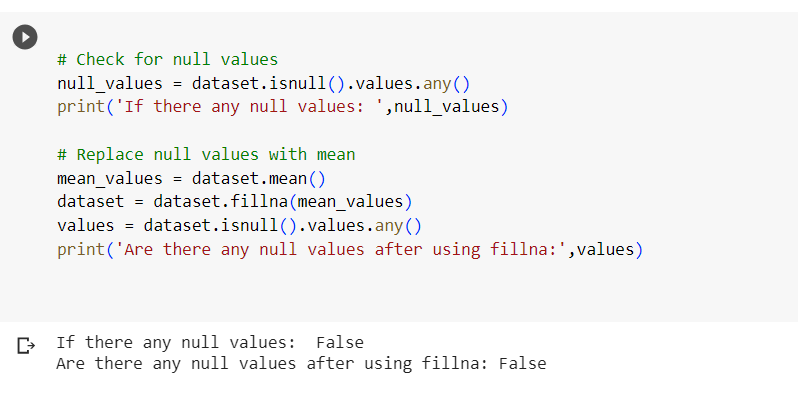 # Check for null values
null_values = dataset.isnull().values.any()
print('If there any null values: ',null_values)
# Replace null values with mean
mean_values = dataset.mean()
dataset = dataset.fillna(mean_values)
values = dataset.isnull().values.any()
print('Are there any null values after using fillna:',values)
If there any null values:  False
Are there any null values after using fillna: False